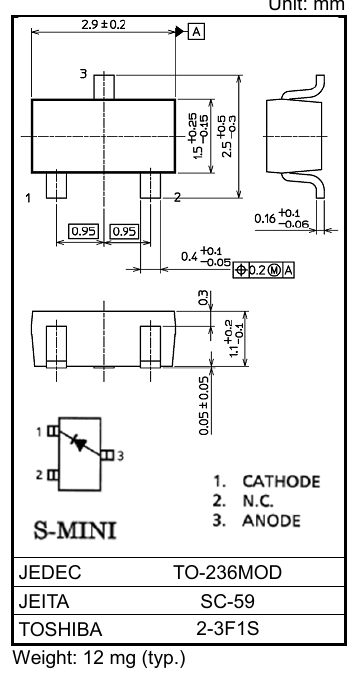 Unit: mm
2.9±0.2
A
3
1.5 +0.25 -0.15
2.5 +0.5 -0.3
1
2
0.95
0.95
0.16 +0.1 -0.06
0.4 +0.1 -0.05
⌖ 0.2 Ⓜ A
0.3
1.1 +0.2 -0.1
0.05±0.05
1
2
3
S-MINI
1. CATHODE
2. N.C.
3. ANODE
JEDEC TO-236MOD
JEITA SC-59
TOSHIBA 2-3F1S
Weight: 12 mg (typ.)